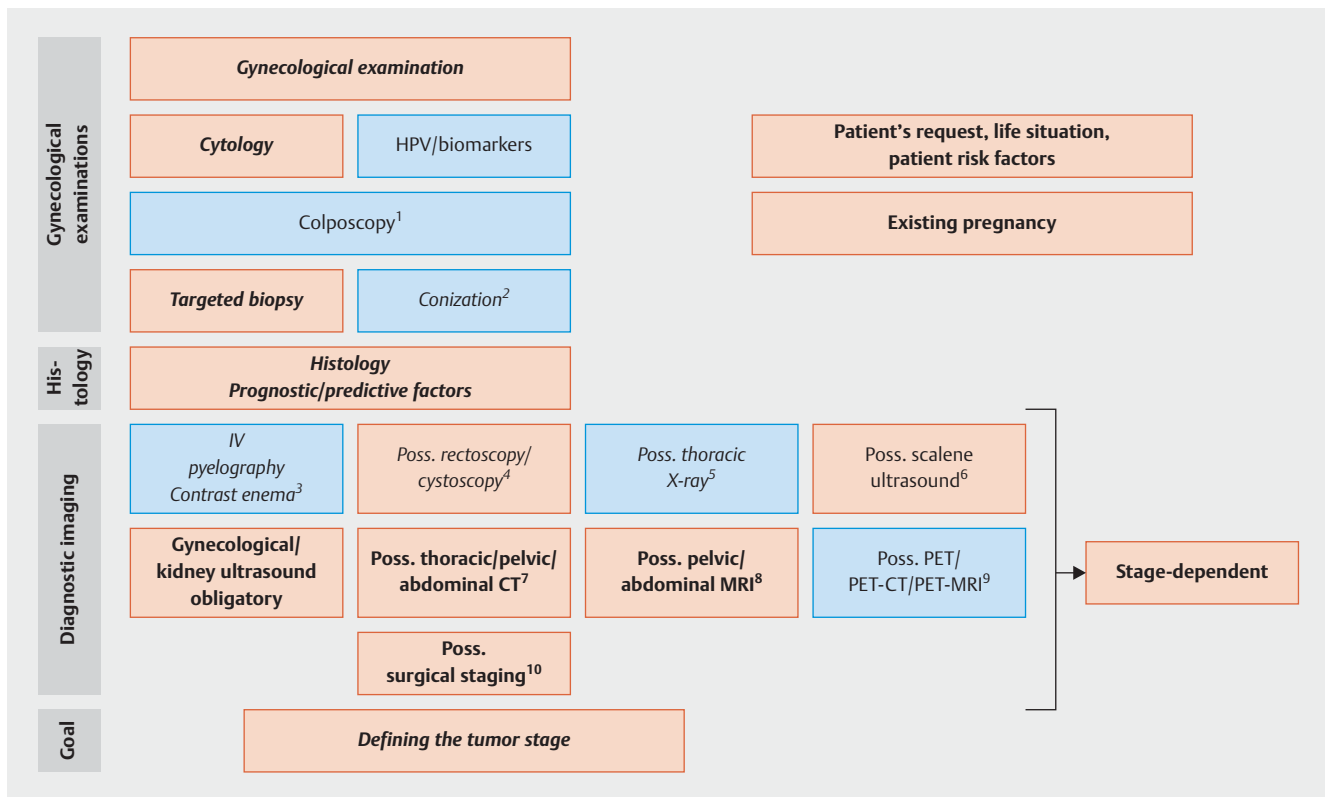 Gynecological
examinations
Gynecological examination
Cytology
HPV/biomarkers
Patient's request, life situation,
patient risk factors
Colposcopy1
Existing pregnancy
Targeted biopsy
Conization2
His-
tology
Histology
Prognostic/predictive factors
Diagnostic imaging
IV
pyelography
Contrast enema3
Poss. rectoscopy/
cystoscopy4
Poss. thoracic
X-ray5
Poss. scalene
ultrasound6
Gynecological/
kidney ultrasound
obligatory
Poss. thoracic/pelvic/
abdominal CT7
Poss. pelvic/
abdominal MRI8
Poss. PET/
PET-CT/PET-MRI9
Stage-dependent
Poss.
surgical staging10
Goal
Defining the tumor stage